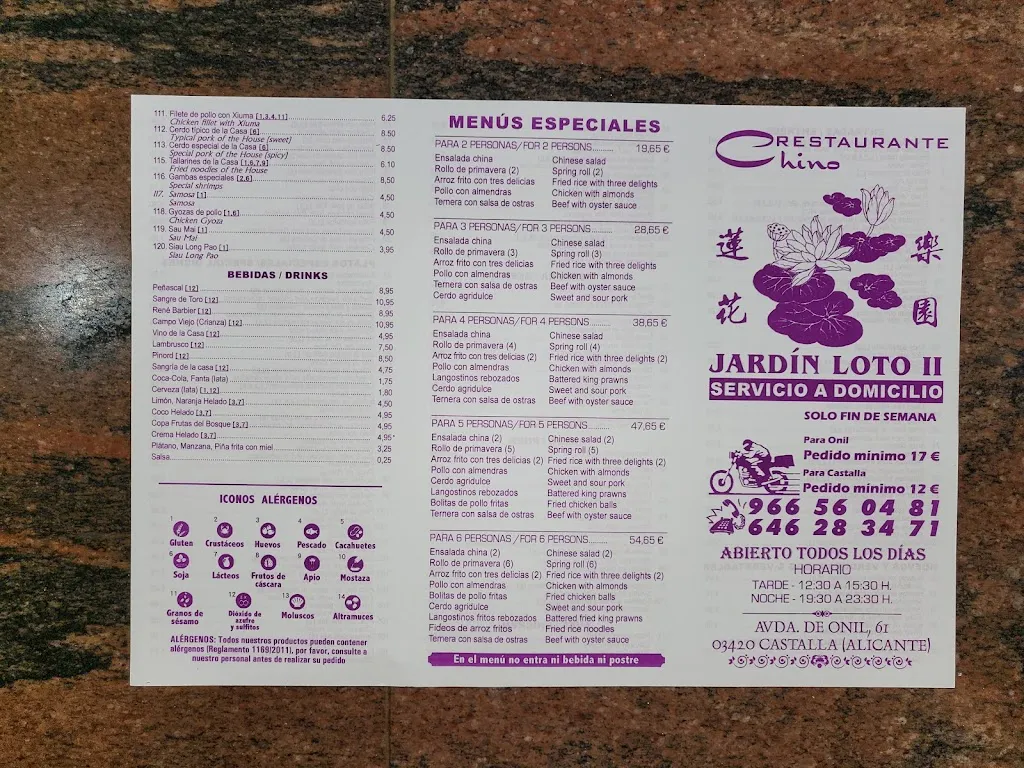 111. Filete de pollo con Xiuma [1,3,4,11] 6,25
Chicken fillet with Xiuma
112. Cerdo típico de la Casa [6] 8,50
Typical pork of the House (sweet)
113. Cerdo especial de la Casa [6] 8,50
Special pork of the House (spicy)
115. Tallarines de la Casa [1,6,7,9] 6,10
Fried noodles of the House
116. Gambas especiales [2,6] 8,50
Special shrimps
117. Samosa [1] 4,50
Samosa
118. Gyozas de pollo [1,6] 4,50
Chicken Gyoza
119. Sau Mai [1] 4,50
Sau Mai
120. Siau Long Pao [1] 3,95
Siau Long Pao
BEBIDAS / DRINKS
Peñascal [12] 8,95
Sangre de Toro [12] 10,95
René Barbier [12] 8,95
Campo Viejo (Crianza) [12] 10,95
Vino de la Casa [12] 4,95
Lambrusco [12] 7,50
Pinord [12] 8,50
Sangría de la casa [12] 4,75
Coca-Cola, Fanta (lata) 1,75
Cerveza (lata) [1,12] 1,80
Limón, Naranja Helado [3,7] 4,50
Coco Helado [3,7] 4,95
Copa Frutas del Bosque [3,7] 4,95
Crema Helado [3,7] 4,95
Plátano, Manzana, Piña frita con miel 3,25
Salsa 0,25
ICONOS ALÉRGENOS
1 2 3 4 5
Gluten Crustáceos Huevos Pescado Cacahuetes
6 7 8 9 10
Soja Lácteos Frutos de cáscara Apio Mostaza
11 12 13 14
Granos de sésamo Dióxido de azufre y sulfitos Moluscos Altramuces
ALÉRGENOS: Todos nuestros productos pueden contener
alérgenos (Reglamento 1169/2011), por favor, consulte a
nuestro personal antes de realizar su pedido
MENÚS ESPECIALES
PARA 2 PERSONAS/FOR 2 PERSONS 19,65 €
Ensalada china Chinese salad
Rollo de primavera (2) Spring roll (2)
Arroz frito con tres delicias Fried rice with three delights
Pollo con almendras Chicken with almonds
Ternera con salsa de ostras Beef with oyster sauce
PARA 3 PERSONAS/FOR 3 PERSONS 28,65 €
Ensalada china Chinese salad
Rollo de primavera (3) Spring roll (3)
Arroz frito con tres delicias Fried rice with three delights
Pollo con almendras Chicken with almonds
Ternera con salsa de ostras Beef with oyster sauce
Cerdo agridulce Sweet and sour pork
PARA 4 PERSONAS/FOR 4 PERSONS 38,65 €
Ensalada china Chinese salad
Rollo de primavera (4) Spring roll (4)
Arroz frito con tres delicias (2) Fried rice with three delights (2)
Pollo con almendras Chicken with almonds
Langostinos rebozados Battered king prawns
Cerdo agridulce Sweet and sour pork
Ternera con salsa de ostras Beef with oyster sauce
PARA 5 PERSONAS/FOR 5 PERSONS 47,65 €
Ensalada china (2) Chinese salad (2)
Rollo de primavera (5) Spring roll (5)
Arroz frito con tres delicias (2) Fried rice with three delights (2)
Pollo con almendras Chicken with almonds
Cerdo agridulce Sweet and sour pork
Langostinos rebozados Battered king prawns
Bolitas de pollo fritas Fried chicken balls
Ternera con salsa de ostras Beef with oyster sauce
PARA 6 PERSONAS /FOR 6 PERSONS 54,65 €
Ensalada china (2) Chinese salad (2)
Rollo de primavera (6) Spring roll (6)
Arroz frito con tres delicias (2) Fried rice with three delights (2)
Pollo con almendras Chicken with almonds
Bolitas de pollo fritas Fried chicken balls
Cerdo agridulce Sweet and sour pork
Langostinos fritos rebozados Battered fried king prawns
Fideos de arroz fritos Fried rice noodles
Ternera con salsa de ostras Beef with oyster sauce
En el menú no entra ni bebida ni postre
RESTAURANTE
Chino
蓮 樂
花 園
JARDÍN LOTO II
SERVICIO A DOMICILIO
SOLO FIN DE SEMANA
Para Onil
Pedido minimo 17 €
Para Castalla
Pedido minimo 12 €
966 56 04 81
646 28 34 71
ABIERTO TODOS LOS DÍAS
HORARIO
TARDE - 12:30 A 15:30 H.
NOCHE - 19:30 A 23:30 H.
AVDA. DE ONIL, 61
03420 CASTALLA (ALICANTE)